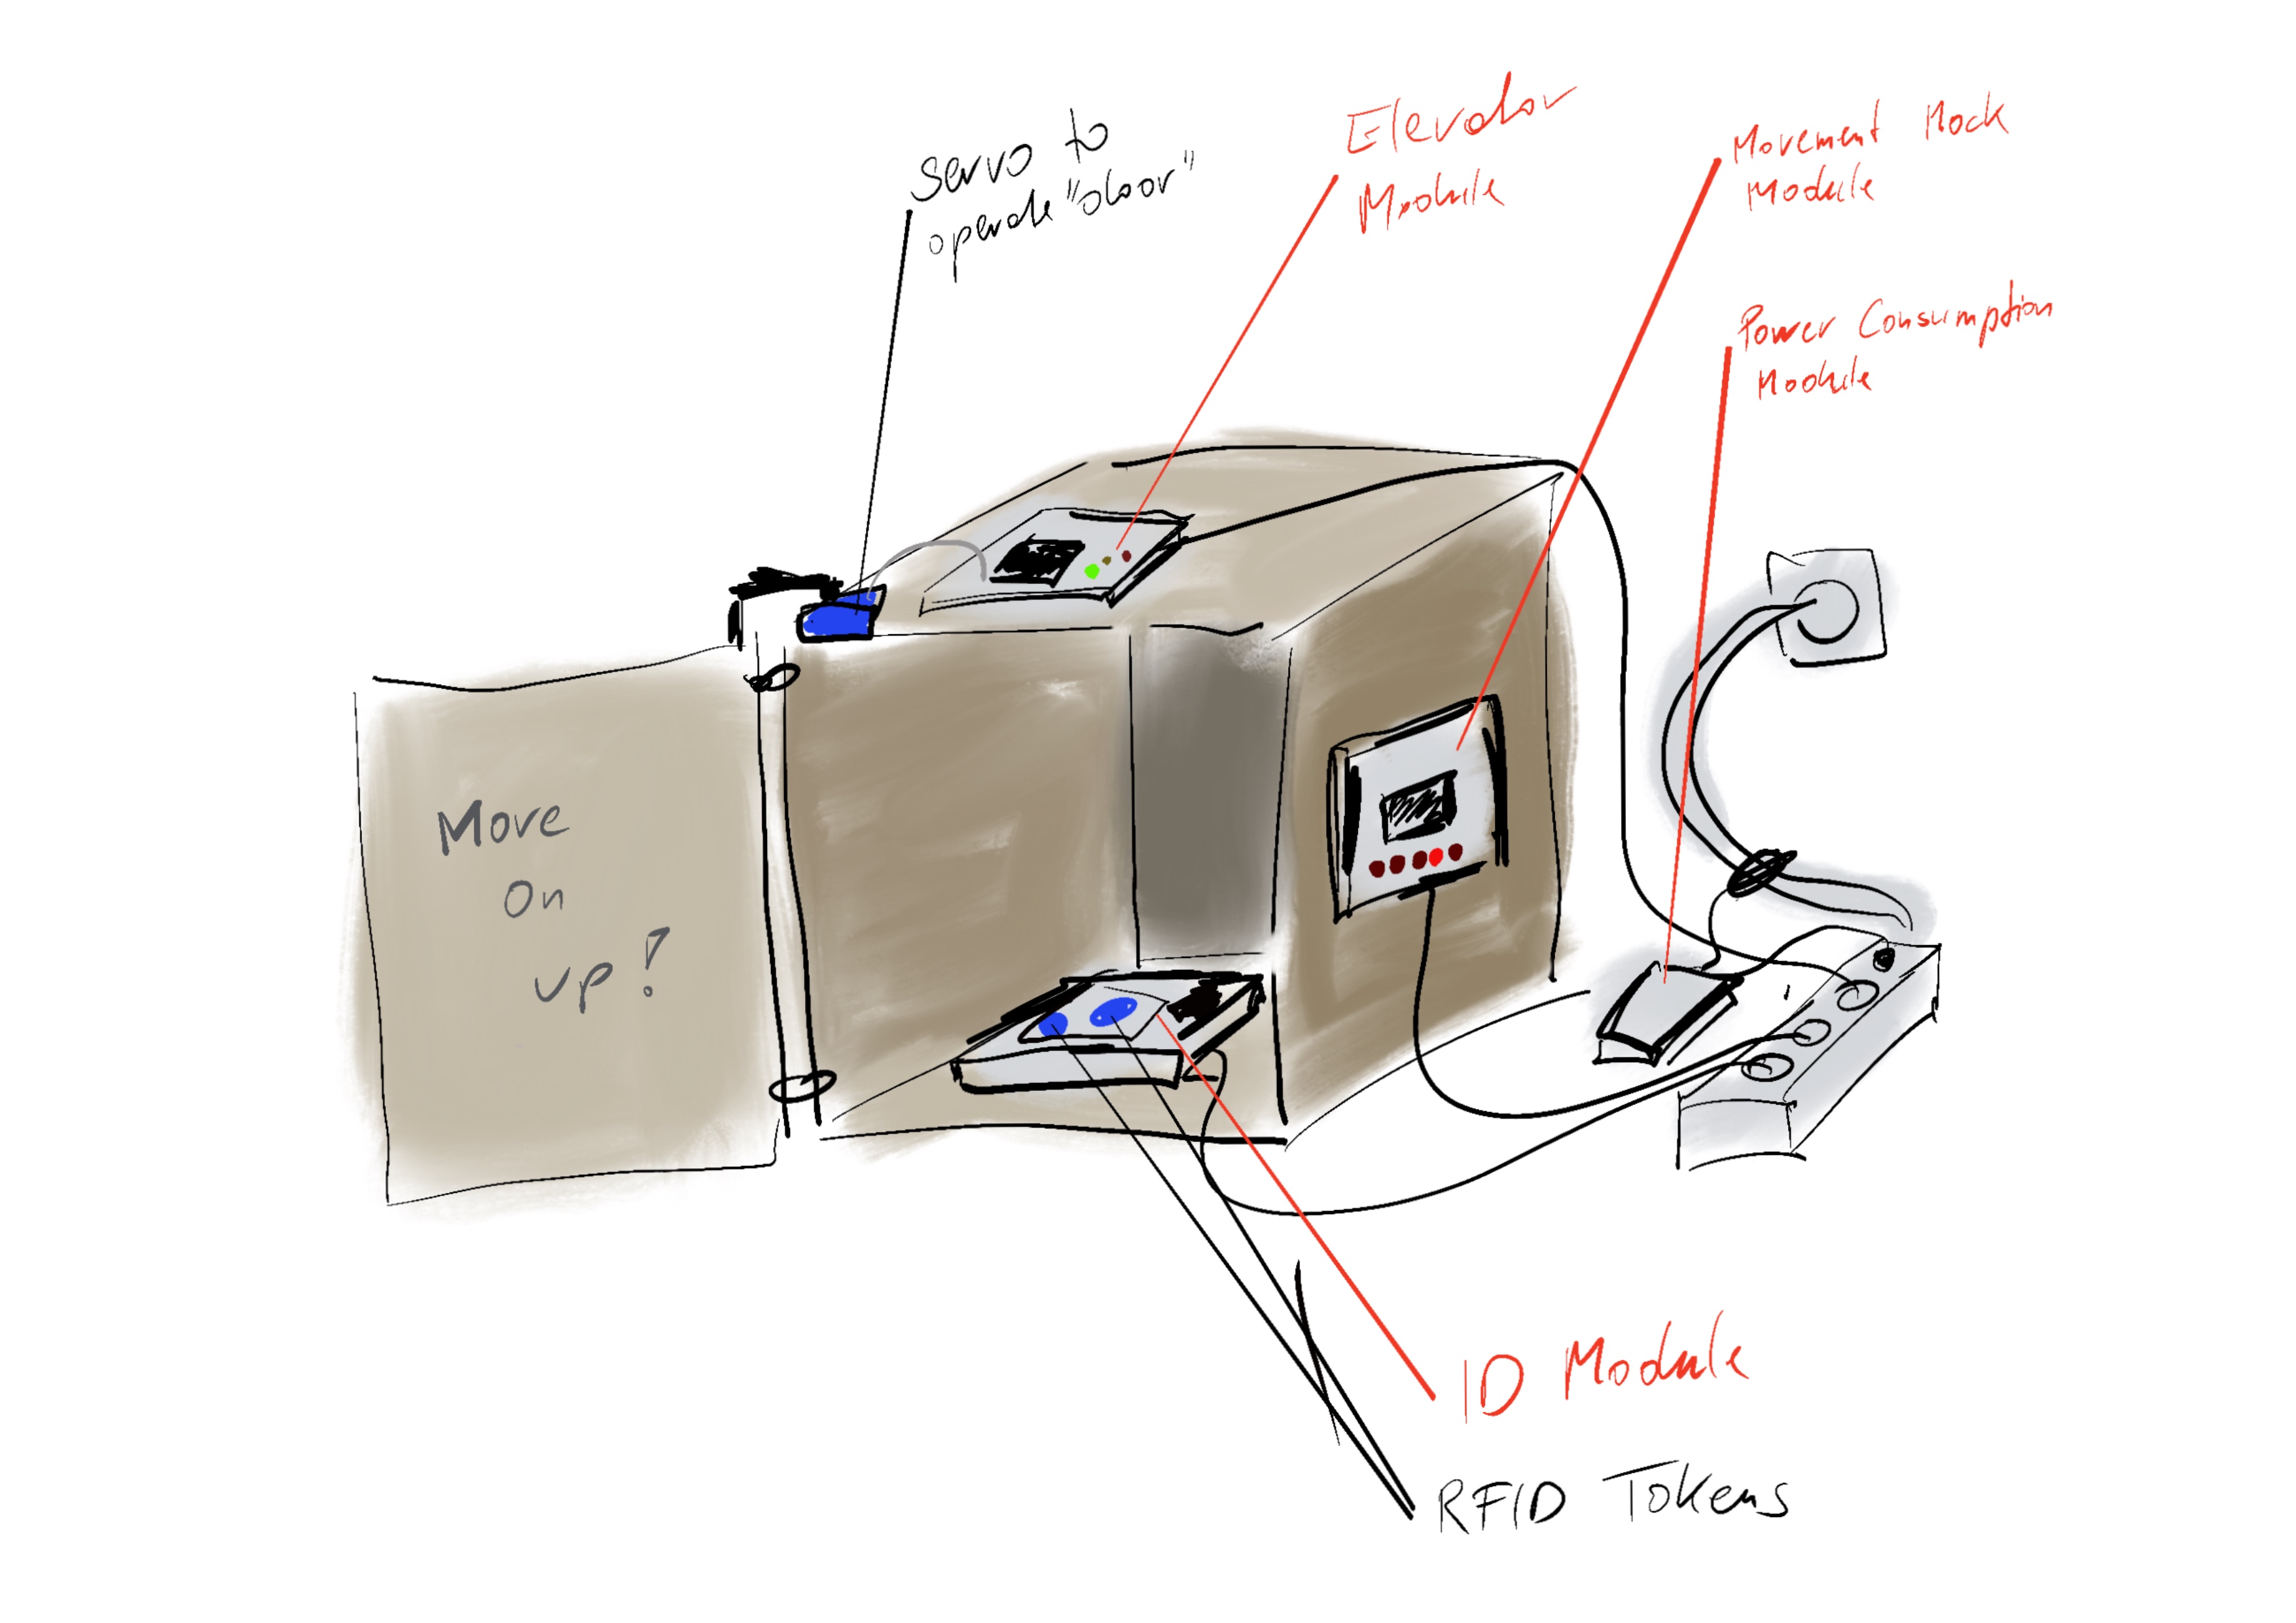 Servo to
operate "door"
Elevator
Module
Movement Mock
Module
Power Consumption
Module
Move
On
up!
ID Module
RFID Tokens